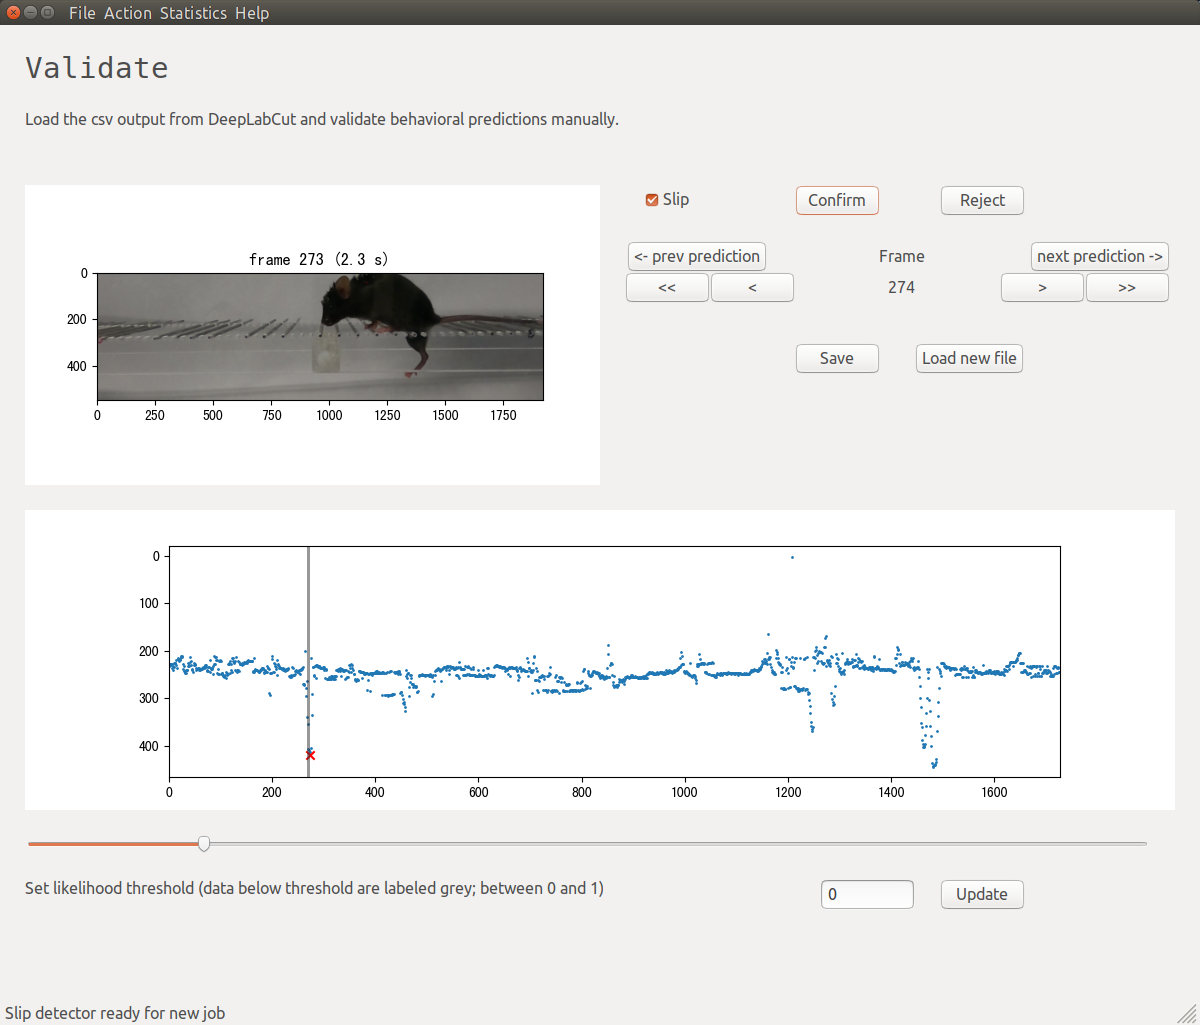 File Action Statistics Help
Validate
Load the csv output from DeepLabCut and validate behavioral predictions manually.
Slip Confirm Reject
<- prev prediction Frame next prediction ->
<< < 274 > >>
Save Load new file
frame 273 (2.3 s)
0
200
400
0 250 500 750 1000 1250 1500 1750
0
100
200
300
400
0 200 400 600 800 1000 1200 1400 1600
Set likelihood threshold (data below threshold are labeled grey; between 0 and 1) 0 Update
Slip detector ready for new job